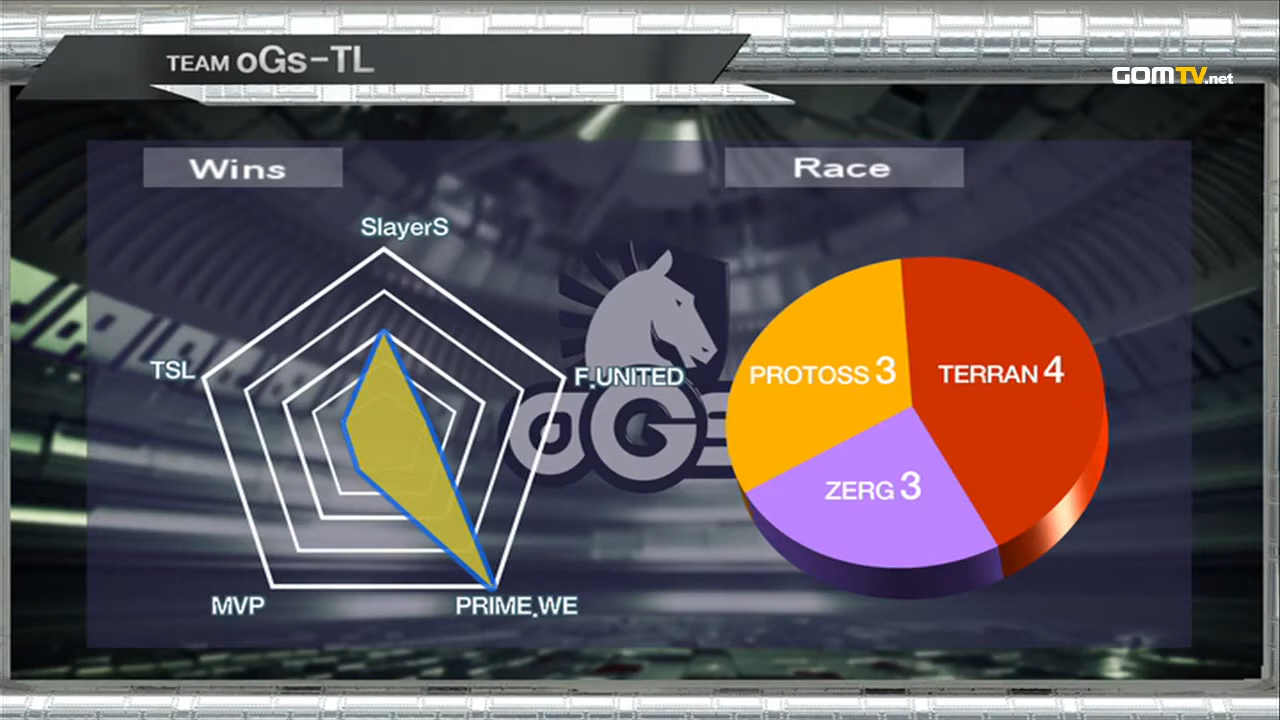 TEAM oGs-TL
GOMTV.net
Wins
Race
SlayerS
TSL
F.UNITED
MVP
PRIME.WE
oGs
PROTOSS 3
TERRAN 4
ZERG 3